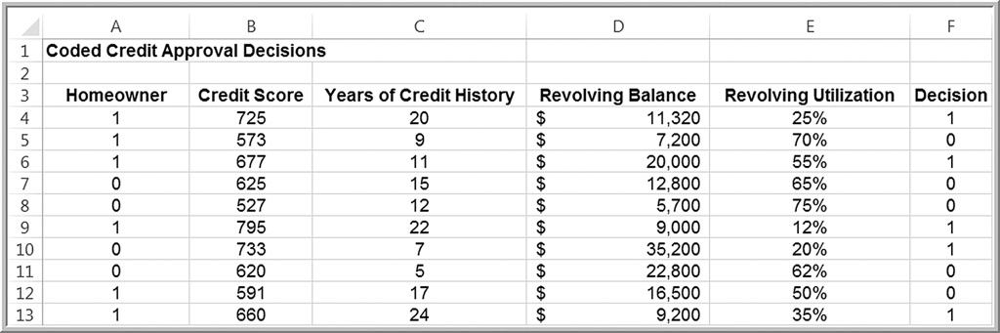 A B C D E F
1 Coded Credit Approval Decisions
2
3 Homeowner Credit Score Years of Credit History Revolving Balance Revolving Utilization Decision
4 1 725 20 $ 11,320 25% 1
5 1 573 9 $ 7,200 70% 0
6 1 677 11 $ 20,000 55% 1
7 0 625 15 $ 12,800 65% 0
8 0 527 12 $ 5,700 75% 0
9 1 795 22 $ 9,000 12% 1
10 0 733 7 $ 35,200 20% 1
11 0 620 5 $ 22,800 62% 0
12 1 591 17 $ 16,500 50% 0
13 1 660 24 $ 9,200 35% 1